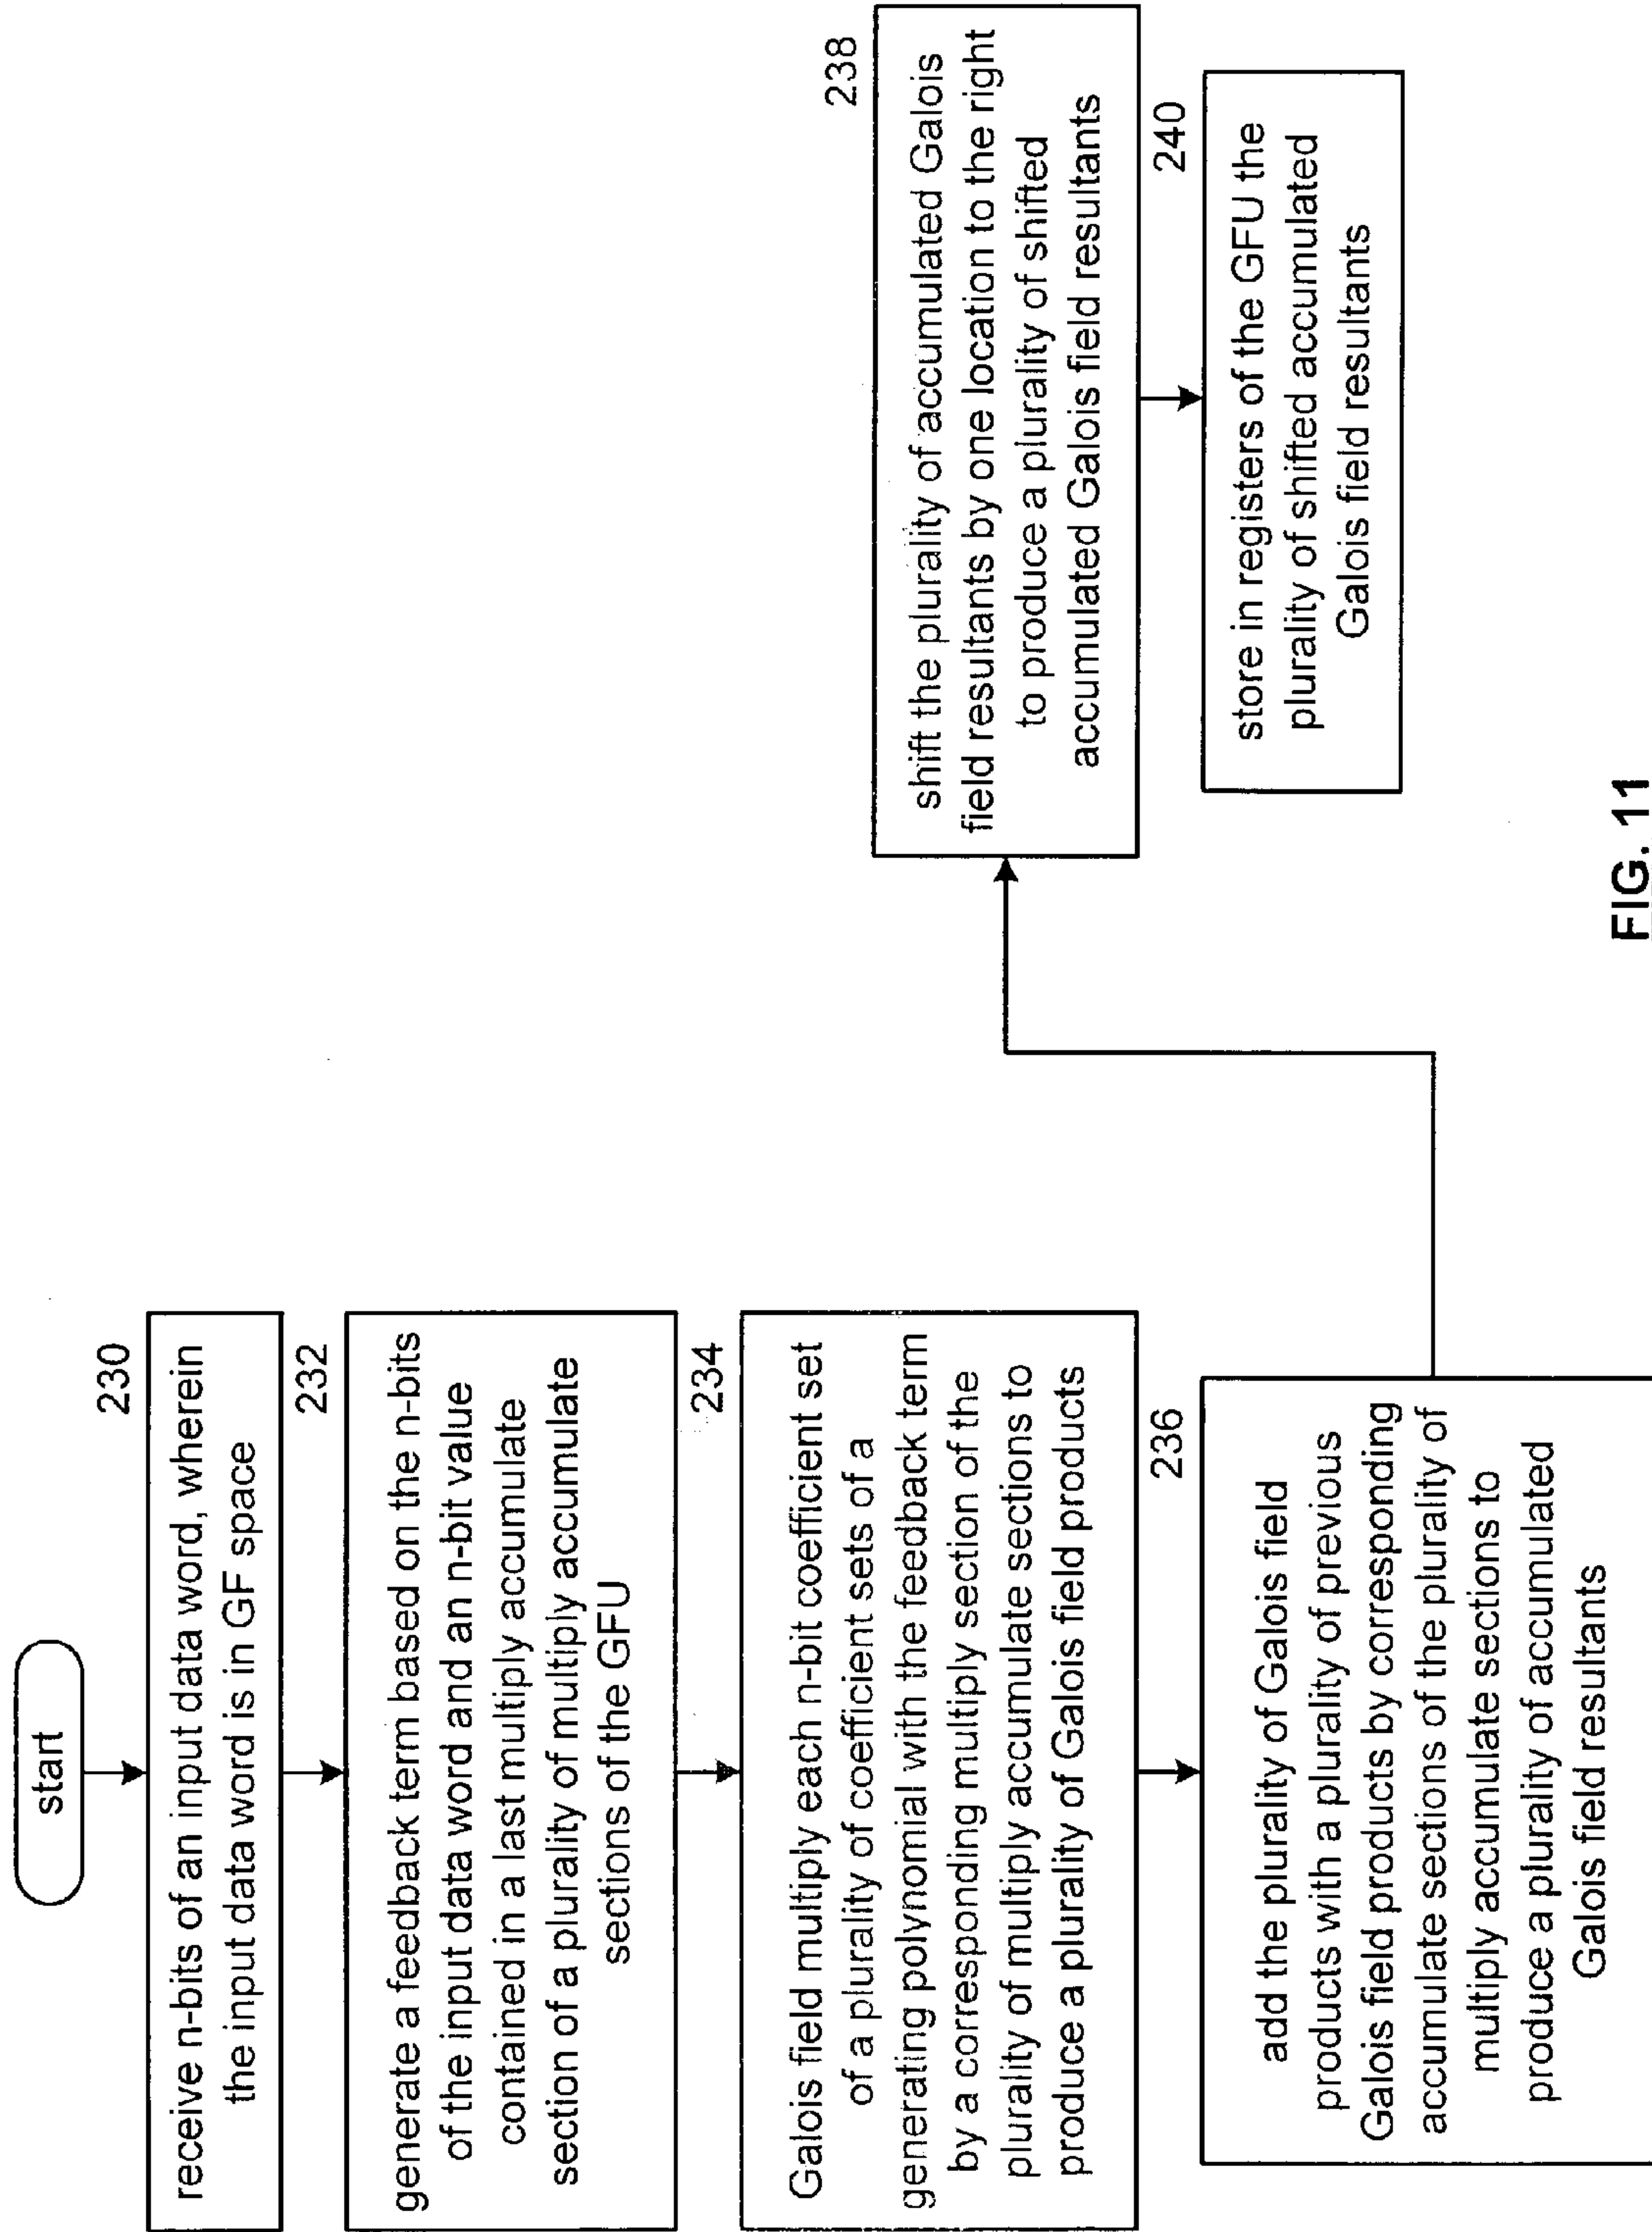 start
230
receive n-bits of an input data word, wherein
the input data word is in GF space
232
generate a feedback term based on the n-bits
of the input data word and an n-bit value
contained in a last multiply accumulate
section of a plurality of multiply accumulate
sections of the GFU
234
Galois field multiply each n-bit coefficient set
of a plurality of coefficient sets of a
generating polynomial with the feedback term
by a corresponding multiply section of the
plurality of multiply accumulate sections to
produce a plurality of Galois field products
236
add the plurality of Galois field
products with a plurality of previous
Galois field products by corresponding
accumulate sections of the plurality of
multiply accumulate sections to
produce a plurality of accumulated
Galois field resultants
238
shift the plurality of accumulated Galois
field resultants by one location to the right
to produce a plurality of shifted
accumulated Galois field resultants
240
store in registers of the GFU the
plurality of shifted accumulated
Galois field resultants
FIG. 11